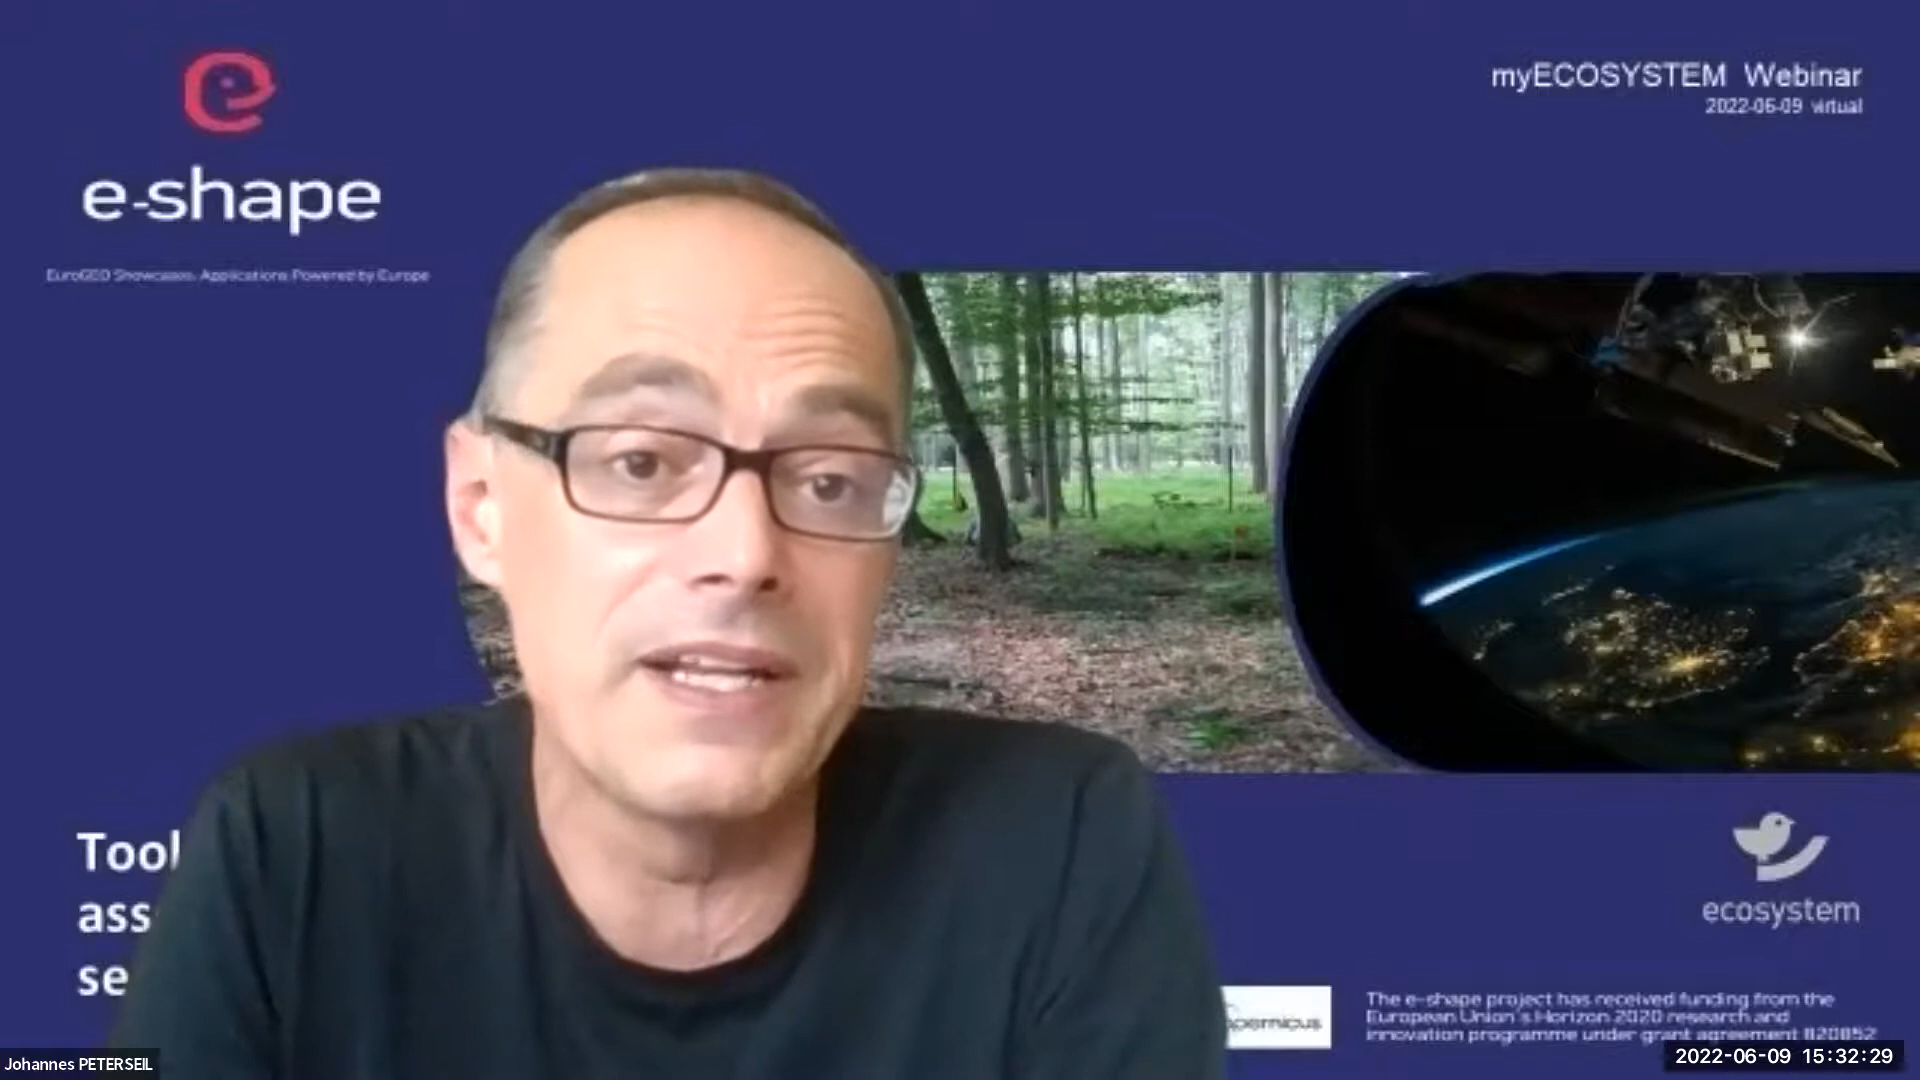 e-shape
EuroGEO Showcases: Applications Powered by Europe
myECOSYSTEM Webinar
2022-06-09 virtual
Tool
ass
se
ecosystem
opernicus
The e-shape project has received funding from the
European Union's Horizon 2020 research and
innovation programme under grant agreement 820852
Johannes PETERSEIL
2022-06-09 15:32:29